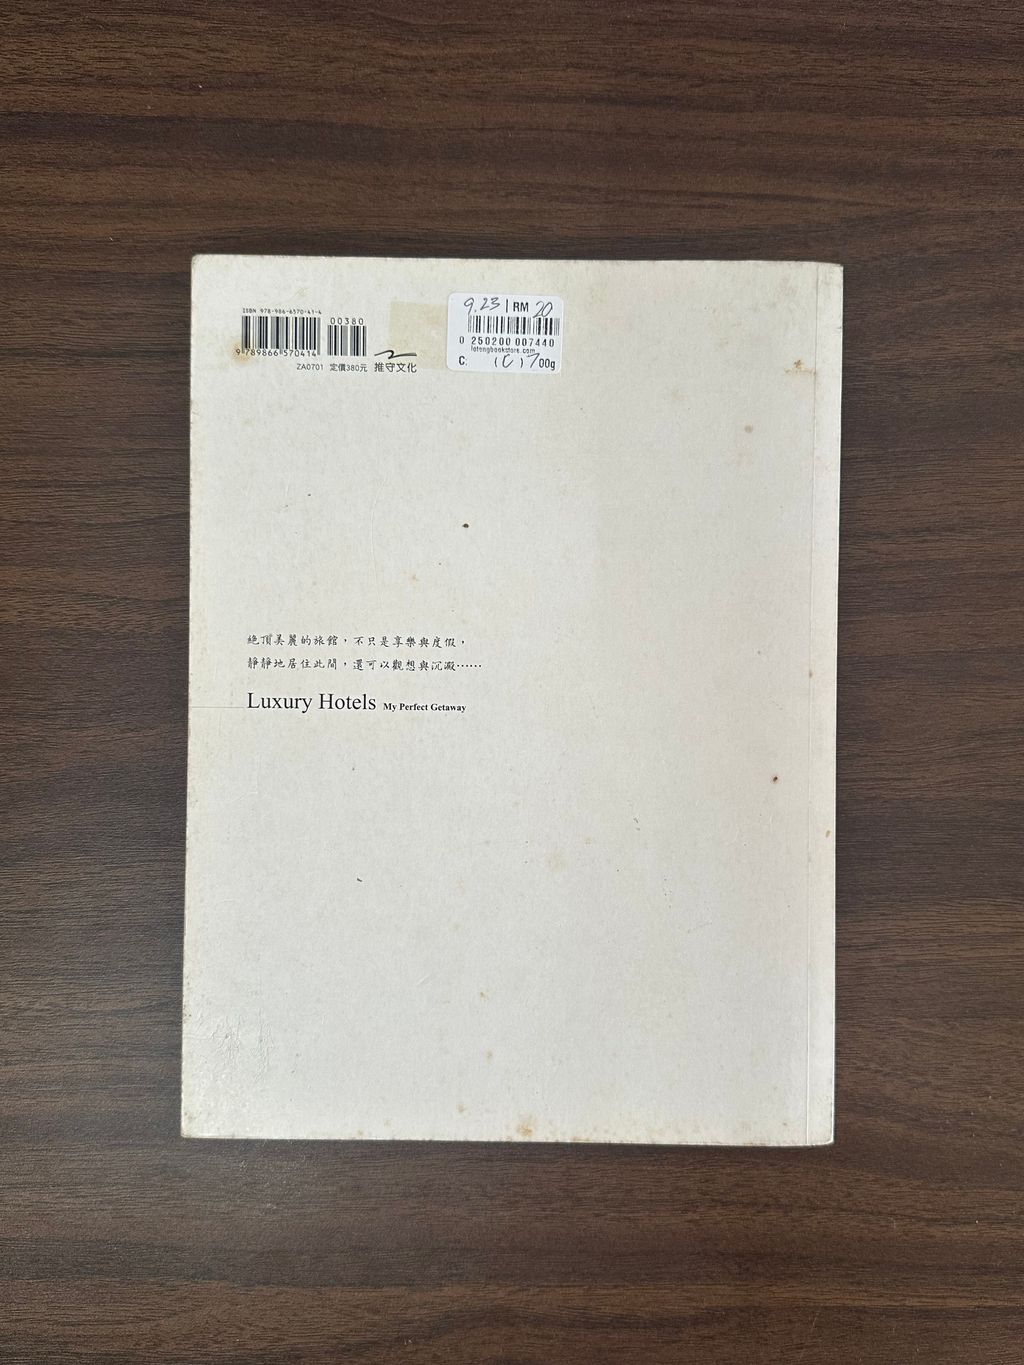 ISBN 978-986-6570-41-4
00380
9 789866 570414
ZA0701 定價380元 推守文化
9.23 RM 20
0 250200 007440
C. 00g
絕頂美麗的旅館，不只是享樂與度假，
靜靜地居住此間，還可以觀想與沉澱……
Luxury Hotels My Perfect Getaway